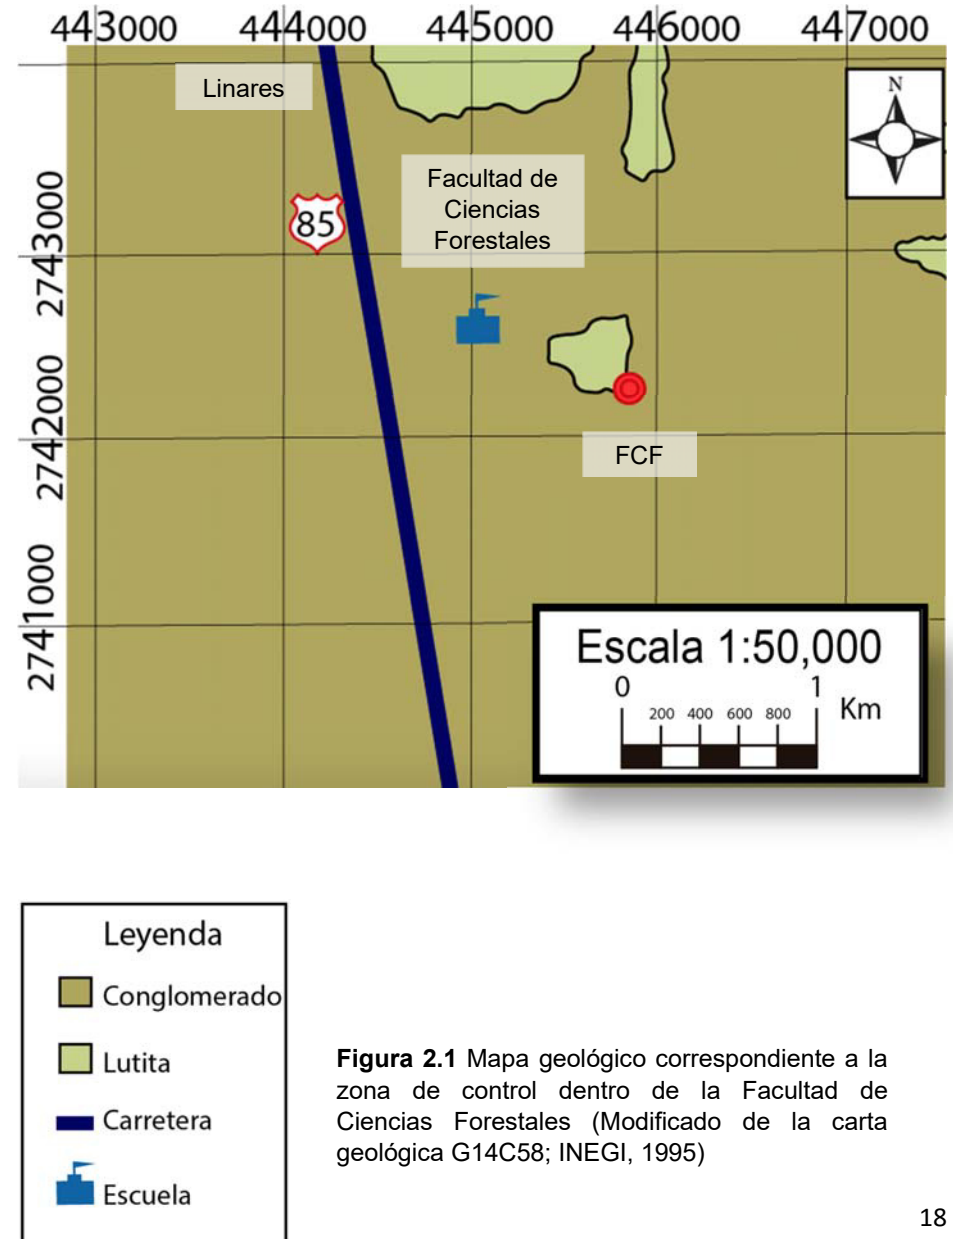 443000 444000 445000 446000 447000
Linares
N
Facultad de
Ciencias
Forestales
85
2743000
2742000
FCF
2741000
Escala 1:50,000
0 1
200 400 600 800 Km
Leyenda
Conglomerado
Lutita
Carretera
Escuela
Figura 2.1 Mapa geológico correspondiente a la
zona de control dentro de la Facultad de
Ciencias Forestales (Modificado de la carta
geológica G14C58; INEGI, 1995)
18